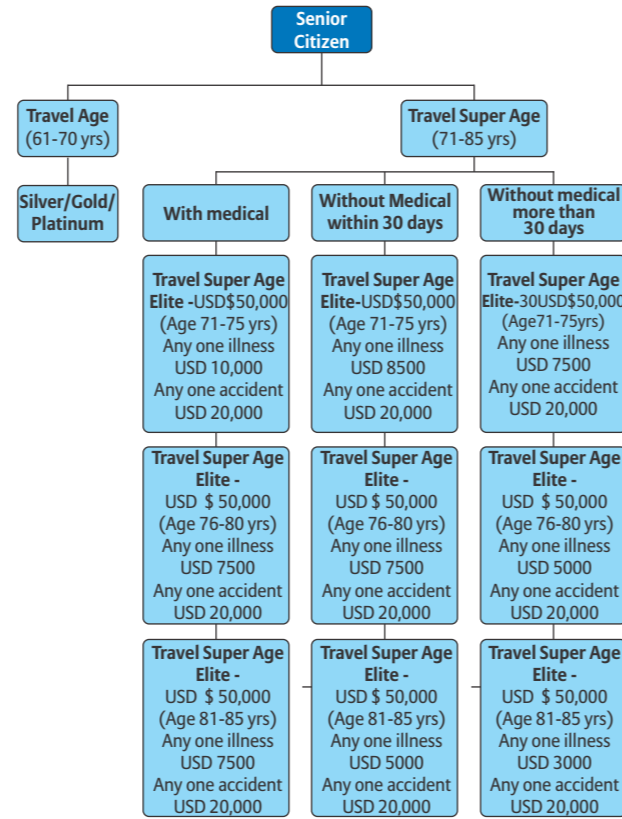 Senior
Citizen
Travel Age
(61-70 yrs)
Travel Super Age
(71-85 yrs)
Silver/Gold/
Platinum
With medical
Without Medical
within 30 days
Without medical
more than
30 days
Travel Super Age
Elite -USD$50,000
(Age 71-75 yrs)
Any one illness
USD 10,000
Any one accident
USD 20,000
Travel Super Age
Elite-USD$50,000
(Age 71-75 yrs)
Any one illness
USD 8500
Any one accident
USD 20,000
Travel Super Age
Elite-30USD$50,000
(Age71-75yrs)
Any one illness
USD 7500
Any one accident
USD 20,000
Travel Super Age
Elite -
USD $ 50,000
(Age 76-80 yrs)
Any one illness
USD 7500
Any one accident
USD 20,000
Travel Super Age
Elite -
USD $ 50,000
(Age 76-80 yrs)
Any one illness
USD 7500
Any one accident
USD 20,000
Travel Super Age
Elite -
USD $ 50,000
(Age 76-80 yrs)
Any one illness
USD 5000
Any one accident
USD 20,000
Travel Super Age
Elite -
USD $ 50,000
(Age 81-85 yrs)
Any one illness
USD 7500
Any one accident
USD 20,000
Travel Super Age
Elite -
USD $ 50,000
(Age 81-85 yrs)
Any one illness
USD 5000
Any one accident
USD 20,000
Travel Super Age
Elite -
USD $ 50,000
(Age 81-85 yrs)
Any one illness
USD 3000
Any one accident
USD 20,000